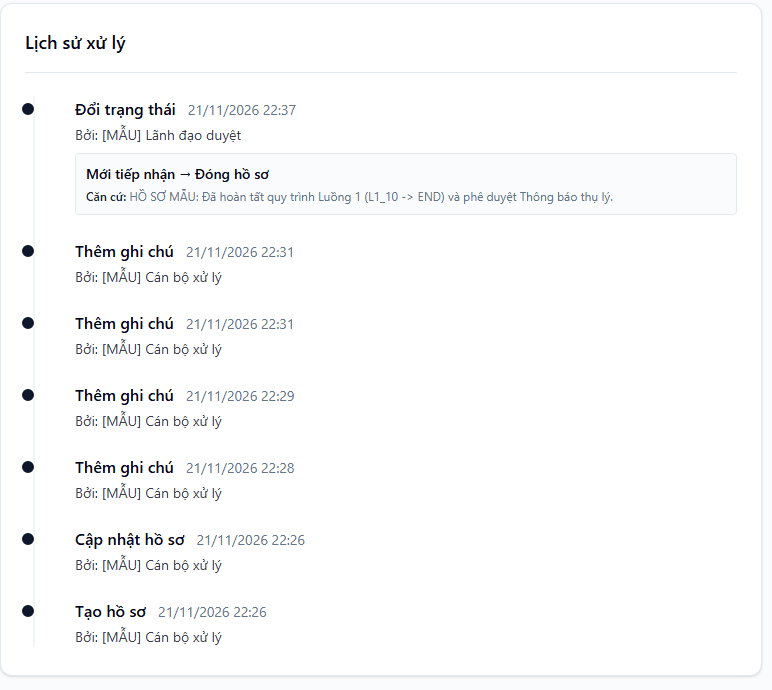 Lịch sử xử lý
Đổi trạng thái 21/11/2026 22:37
Bởi: [MẪU] Lãnh đạo duyệt
Mới tiếp nhận → Đóng hồ sơ
Căn cứ: HỒ SƠ MẪU: Đã hoàn tất quy trình Luồng 1 (L1_10 -> END) và phê duyệt Thông báo thụ lý.
Thêm ghi chú 21/11/2026 22:31
Bởi: [MẪU] Cán bộ xử lý
Thêm ghi chú 21/11/2026 22:31
Bởi: [MẪU] Cán bộ xử lý
Thêm ghi chú 21/11/2026 22:29
Bởi: [MẪU] Cán bộ xử lý
Thêm ghi chú 21/11/2026 22:28
Bởi: [MẪU] Cán bộ xử lý
Cập nhật hồ sơ 21/11/2026 22:26
Bởi: [MẪU] Cán bộ xử lý
Tạo hồ sơ 21/11/2026 22:26
Bởi: [MẪU] Cán bộ xử lý